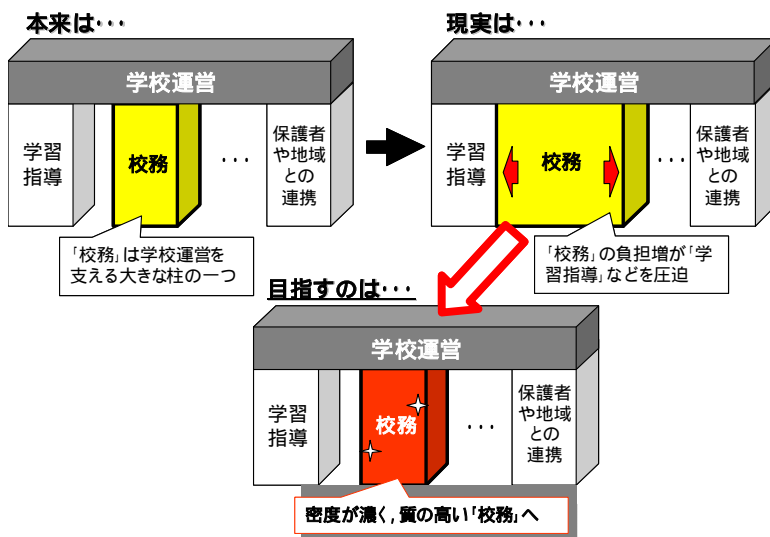 本来は･･･
学校運営
学習
指導
校務
･･･
保護者
や地域
との
連携
「校務」は学校運営を
支える大きな柱の一つ
現実は･･･
学校運営
学習
指導
校務
･･･
保護者
や地域
との
連携
「校務」の負担増が「学
習指導」などを圧迫
目指すのは･･･
学校運営
学習
指導
校務
･･･
保護者
や地域
との
連携
密度が濃く，質の高い「校務」へ